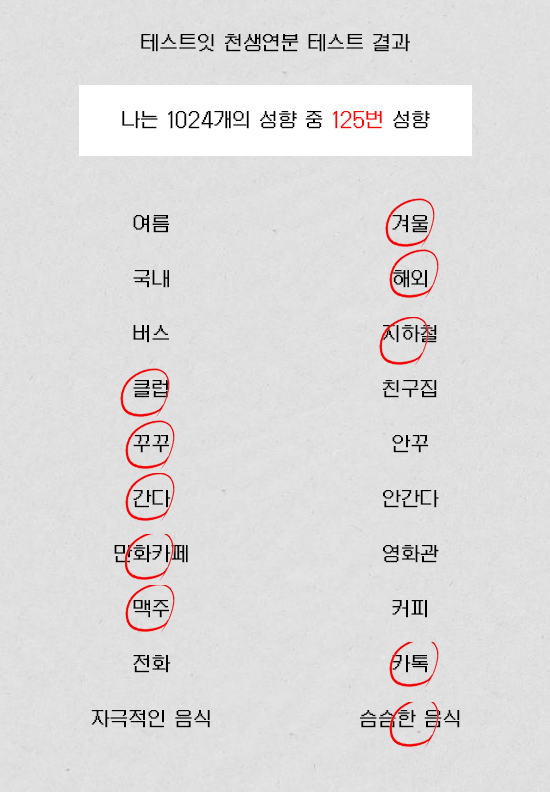 테스트잇 천생연분 테스트 결과
나는 1024개의 성향 중 125번 성향
여름 겨울
국내 해외
버스 지하철
클럽 친구집
꾸꾸 안꾸
간다 안간다
만화카페 영화관
맥주 커피
전화 카톡
자극적인 음식 슴슴한 음식